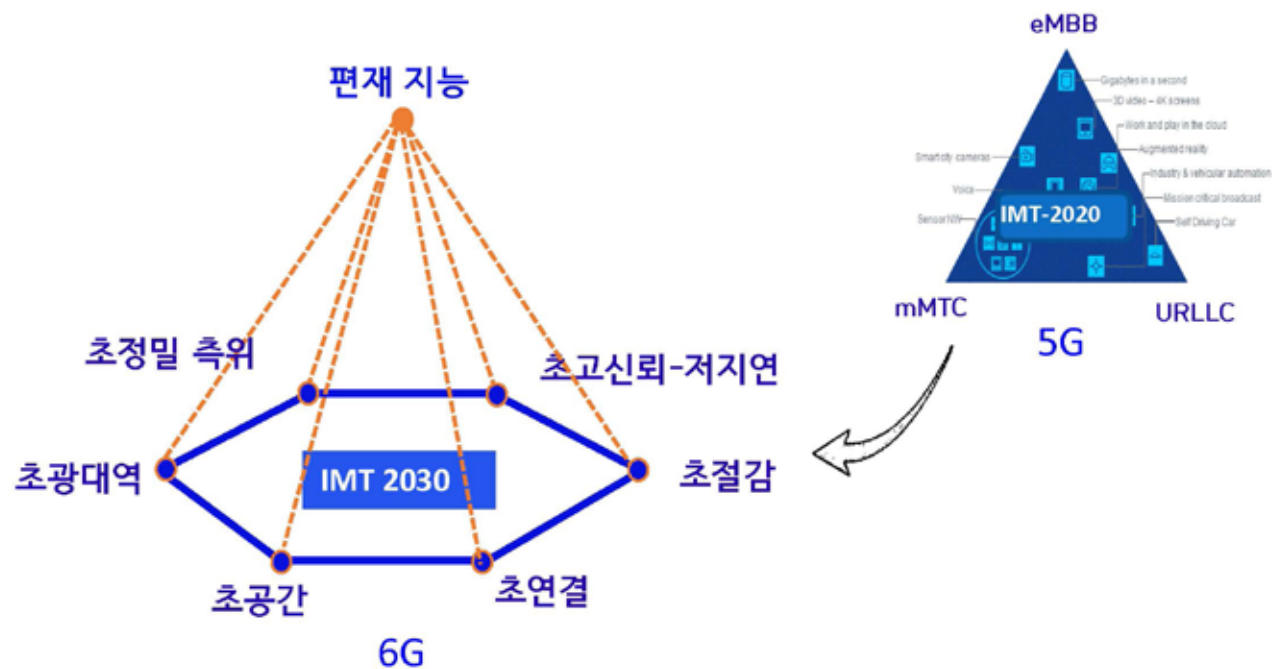 eMBB
Gigabytes in a second
3D video – 4K screens
Work and play in the cloud
Augmented reality
Industry & vehicular automation
Mission critical broadcast
Self Driving Car
Smart city cameras
Voice
Sensor NW
IMT-2020
mMTC
URLLC
5G
편재 지능
초정밀 측위
초고신뢰-저지연
초광대역
IMT 2030
초절감
초공간
초연결
6G